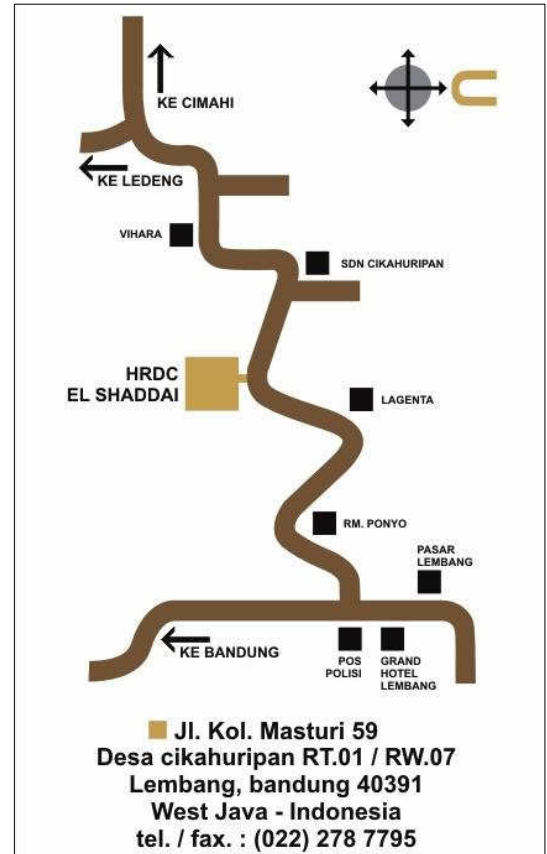 KE CIMAHI
KE LEDENG
VIHARA
SDN CIKAHURIPAN
HRDC
EL SHADDAI
LAGENTA
RM. PONYO
PASAR
LEMBANG
KE BANDUNG
POS
POLISI
GRAND
HOTEL
LEMBANG
Jl. Kol. Masturi 59
Desa cikahuripan RT.01 / RW.07
Lembang, bandung 40391
West Java - Indonesia
tel. / fax. : (022) 278 7795